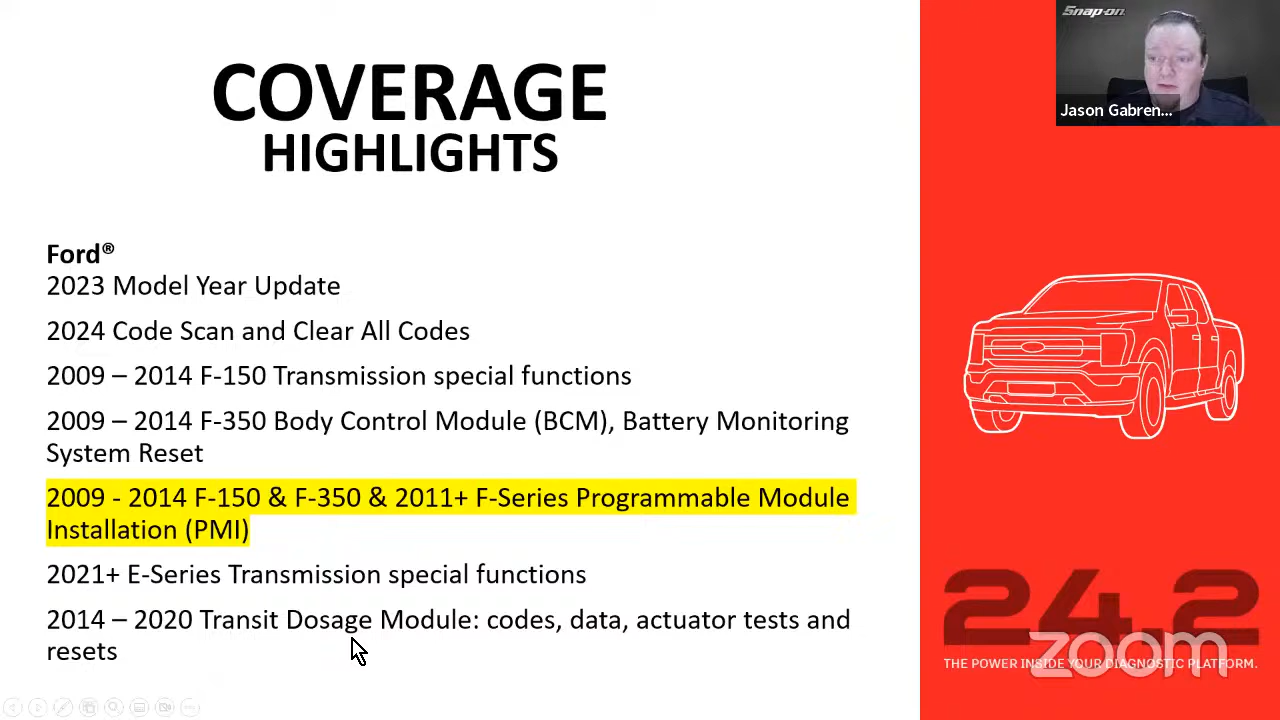 COVERAGE
HIGHLIGHTS
Ford®
2023 Model Year Update
2024 Code Scan and Clear All Codes
2009 – 2014 F-150 Transmission special functions
2009 – 2014 F-350 Body Control Module (BCM), Battery Monitoring
System Reset
2009 - 2014 F-150 & F-350 & 2011+ F-Series Programmable Module
Installation (PMI)
2021+ E-Series Transmission special functions
2014 – 2020 Transit Dosage Module: codes, data, actuator tests and
resets
Snap-on
Jason Gabren...
24.2
zoom
THE POWER INSIDE YOUR DIAGNOSTIC PLATFORM.